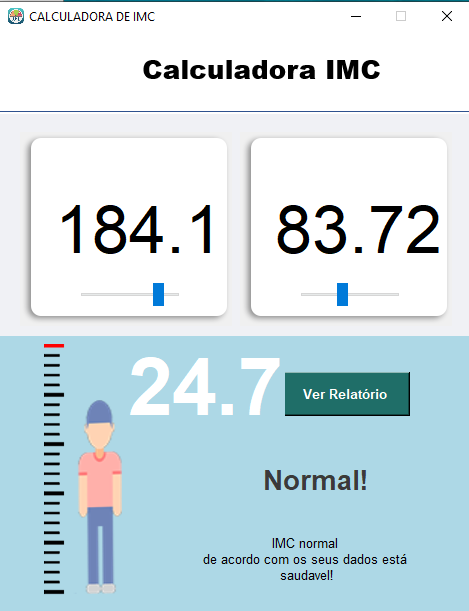 CALCULADORA DE IMC
Calculadora IMC
184.1 83.72
24.7
Ver Relatório
Normal!
IMC normal
de acordo com os seus dados está
saudavel!